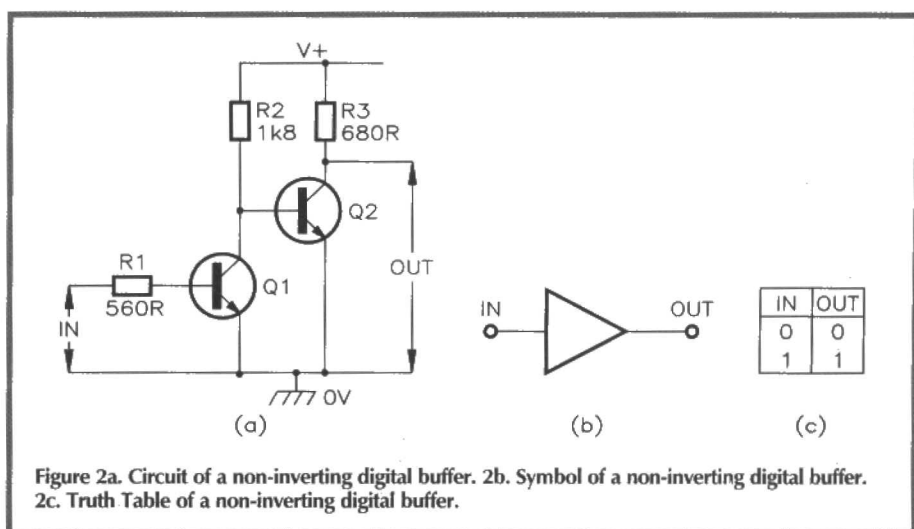 V+
R2
1k8
R3
680R
Q2
R1
560R
Q1
IN
OUT
0V
(a)
IN
OUT
(b)
IN OUT
0 0
1 1
(c)
Figure 2a. Circuit of a non-inverting digital buffer. 2b. Symbol of a non-inverting digital buffer.
2c. Truth Table of a non-inverting digital buffer.